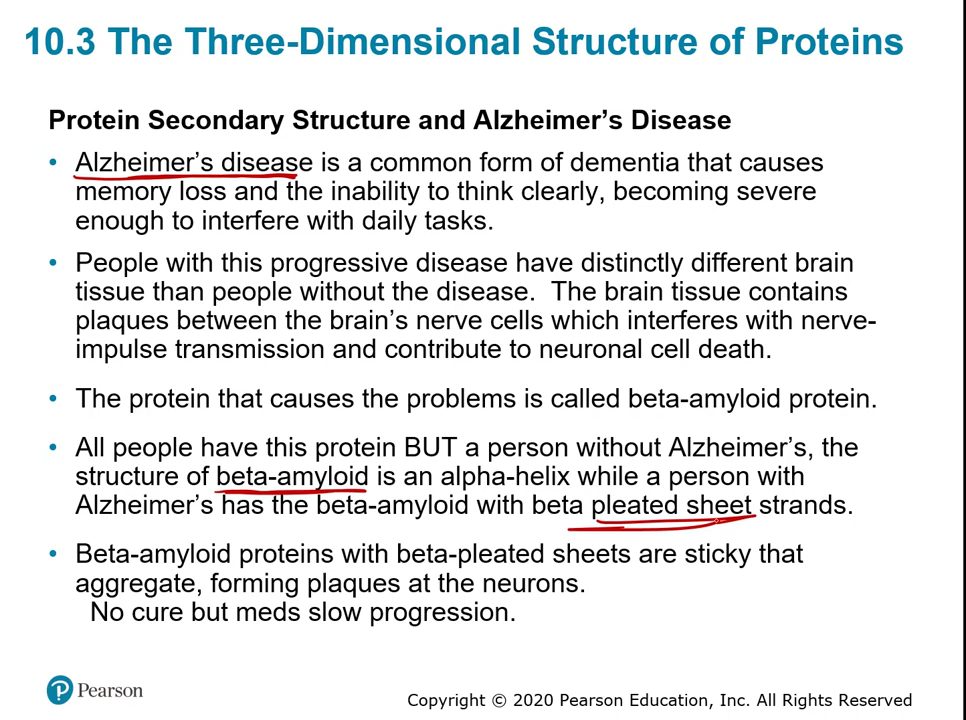 10.3 The Three-Dimensional Structure of Proteins
Protein Secondary Structure and Alzheimer’s Disease
• Alzheimer’s disease is a common form of dementia that causes
memory loss and the inability to think clearly, becoming severe
enough to interfere with daily tasks.
• People with this progressive disease have distinctly different brain
tissue than people without the disease.  The brain tissue contains
plaques between the brain’s nerve cells which interferes with nerve-
impulse transmission and contribute to neuronal cell death.
• The protein that causes the problems is called beta-amyloid protein.
• All people have this protein BUT a person without Alzheimer’s, the
structure of beta-amyloid is an alpha-helix while a person with
Alzheimer’s has the beta-amyloid with beta pleated sheet strands.
• Beta-amyloid proteins with beta-pleated sheets are sticky that
aggregate, forming plaques at the neurons.
No cure but meds slow progression.
Pearson
Copyright © 2020 Pearson Education, Inc. All Rights Reserved